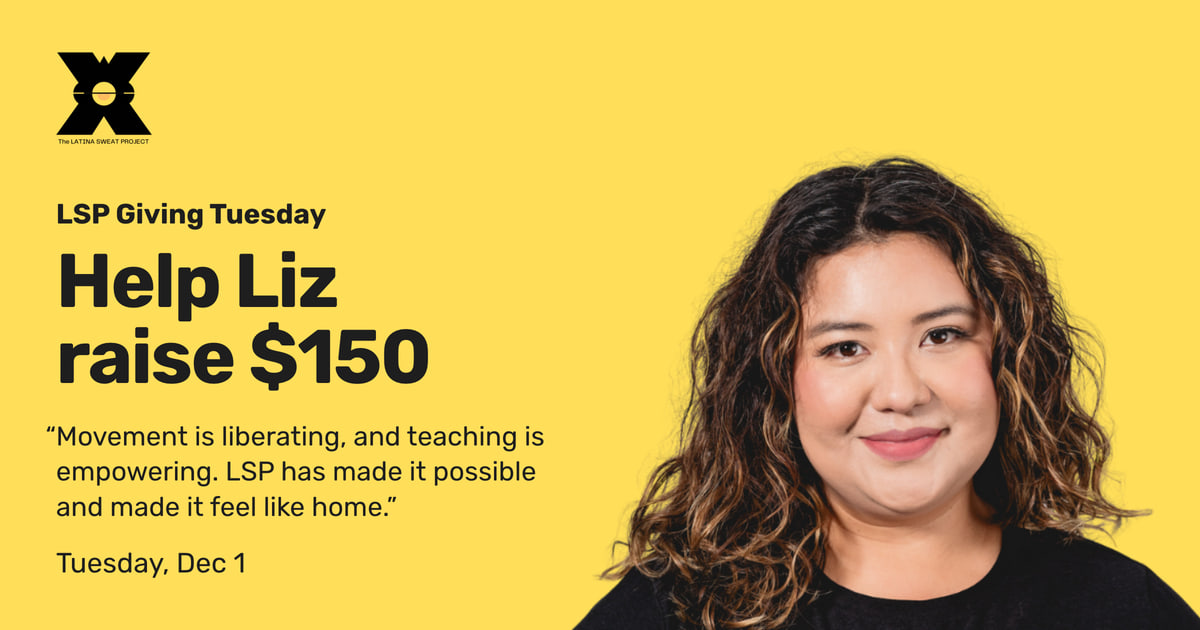 The LATINA SWEAT PROJECT
LSP Giving Tuesday
Help Liz
raise $150
“Movement is liberating, and teaching is
empowering. LSP has made it possible
and made it feel like home.”
Tuesday, Dec 1